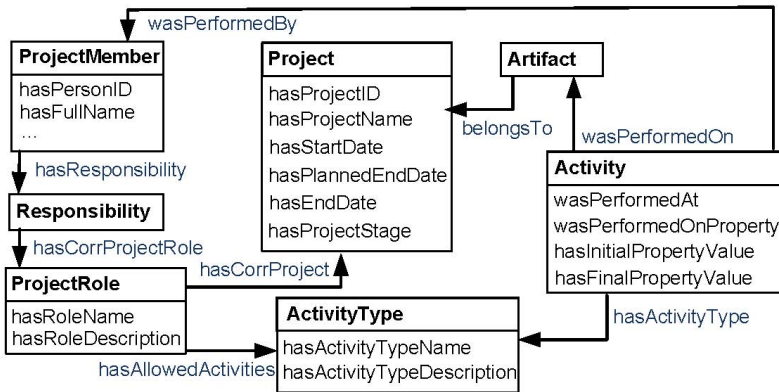 wasPerformedBy
ProjectMember
hasPersonID
hasFullName
...
hasResponsibility
Responsibility
hasCorrProjectRole
ProjectRole
hasRoleName
hasRoleDescription
hasCorrProject
hasAllowedActivities
Project
hasProjectID
hasProjectName
hasStartDate
hasPlannedEndDate
hasEndDate
hasProjectStage
Artifact
belongsTo
wasPerformedOn
Activity
wasPerformedAt
wasPerformedOnProperty
hasInitialPropertyValue
hasFinalPropertyValue
hasActivityType
ActivityType
hasActivityTypeName
hasActivityTypeDescription